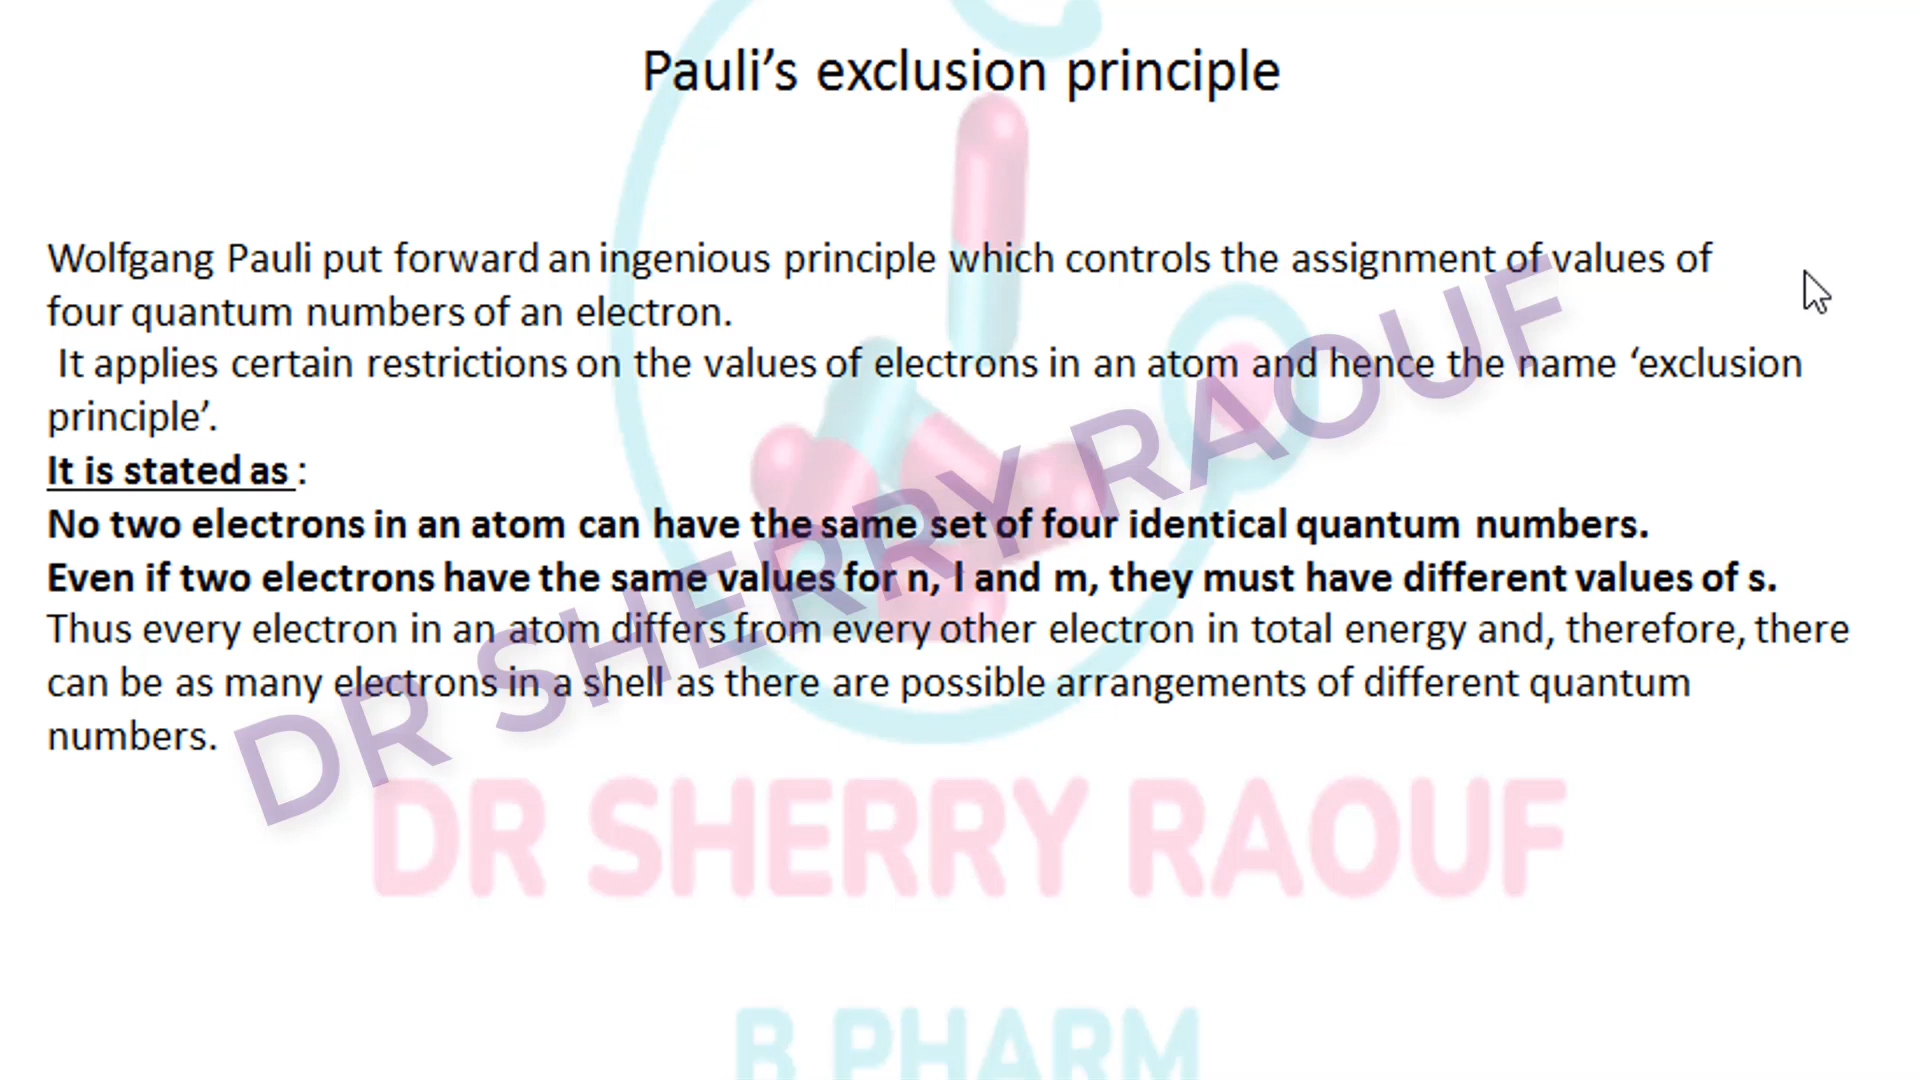 Pauli’s exclusion principle
Wolfgang Pauli put forward an ingenious principle which controls the assignment of values of
four quantum numbers of an electron.
It applies certain restrictions on the values of electrons in an atom and hence the name ‘exclusion
principle’.
It is stated as :
No two electrons in an atom can have the same set of four identical quantum numbers.
Even if two electrons have the same values for n, l and m, they must have different values of s.
Thus every electron in an atom differs from every other electron in total energy and, therefore, there
can be as many electrons in a shell as there are possible arrangements of different quantum
numbers.
DR SHERRY RAOUF
DR SHERRY RAOUF
B PHARM